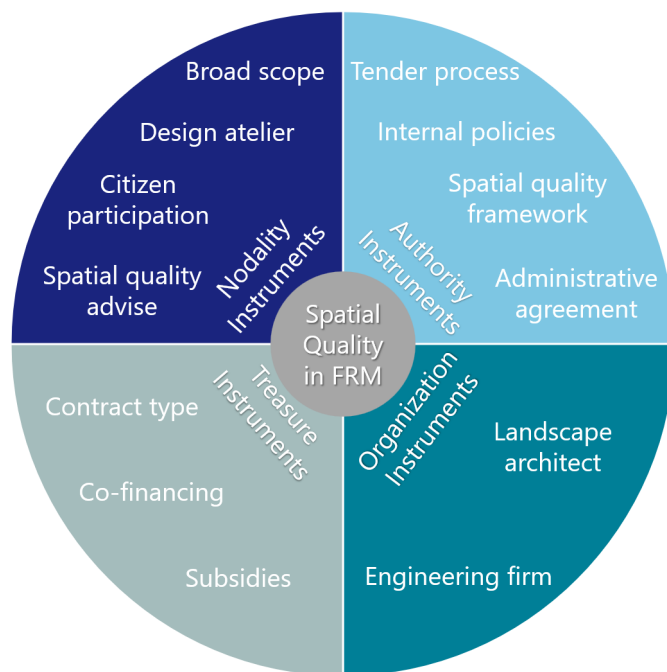 Broad scope
Design atelier
Citizen
participation
Spatial quality
advise
Nodality
Instruments
Tender process
Internal policies
Spatial quality
framework
Administrative
agreement
Authority
Instruments
Spatial
Quality
in FRM
Treasure
Instruments
Contract type
Co-financing
Subsidies
Organization
Instruments
Landscape
architect
Engineering firm